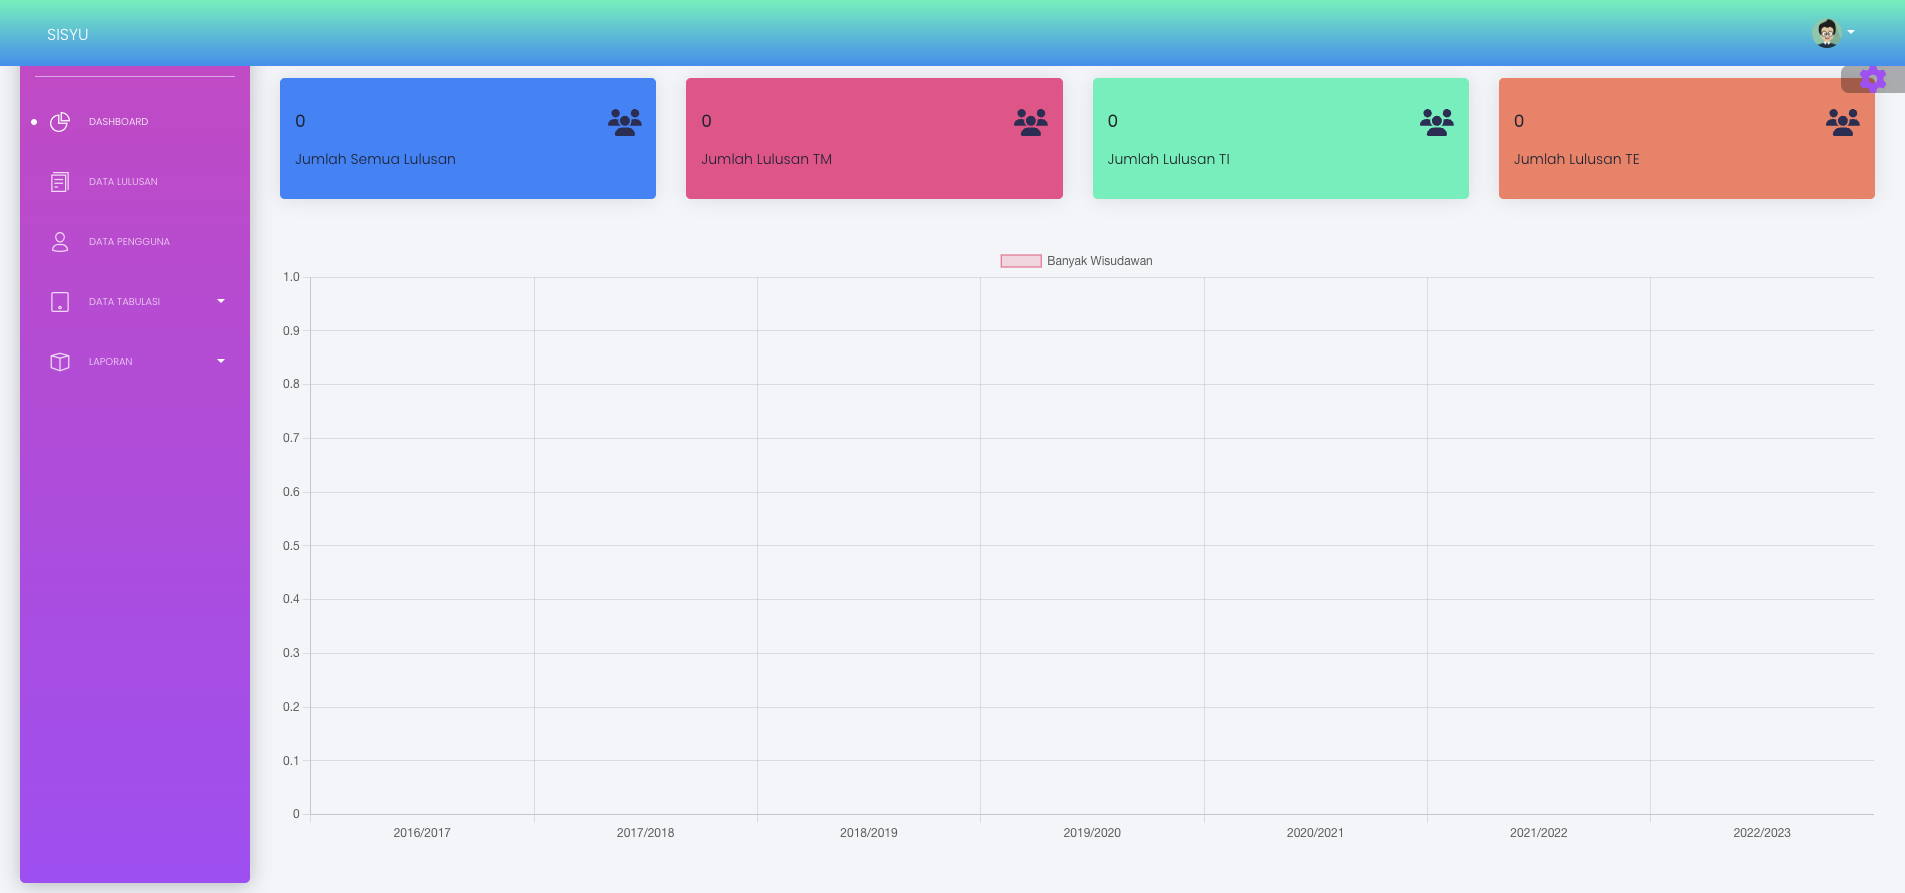 SISYU
DASHBOARD
DATA LULUSAN
DATA PENGGUNA
DATA TABULASI
LAPORAN
0
Jumlah Semua Lulusan
0
Jumlah Lulusan TM
0
Jumlah Lulusan TI
0
Jumlah Lulusan TE
Banyak Wisudawan
1.0
0.9
0.8
0.7
0.6
0.5
0.4
0.3
0.2
0.1
0
2016/2017 2017/2018 2018/2019 2019/2020 2020/2021 2021/2022 2022/2023